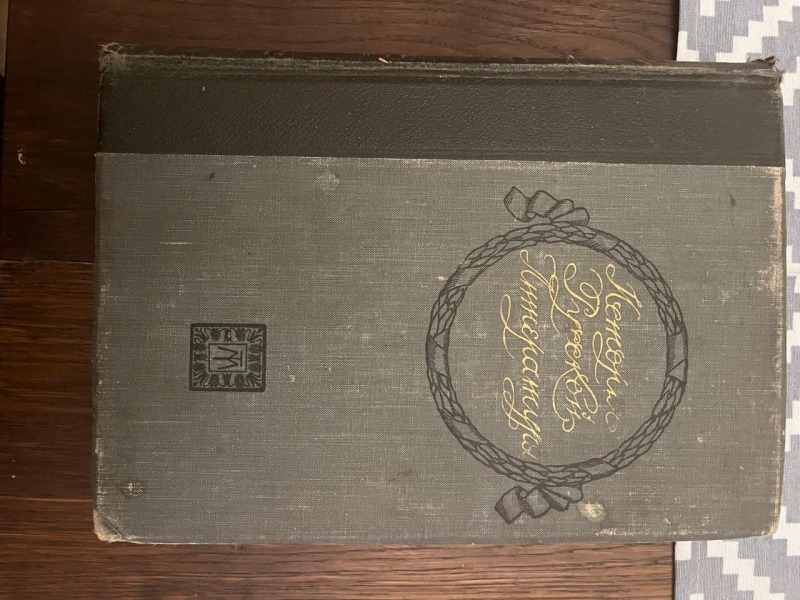 Исторія
Русской
Литературы